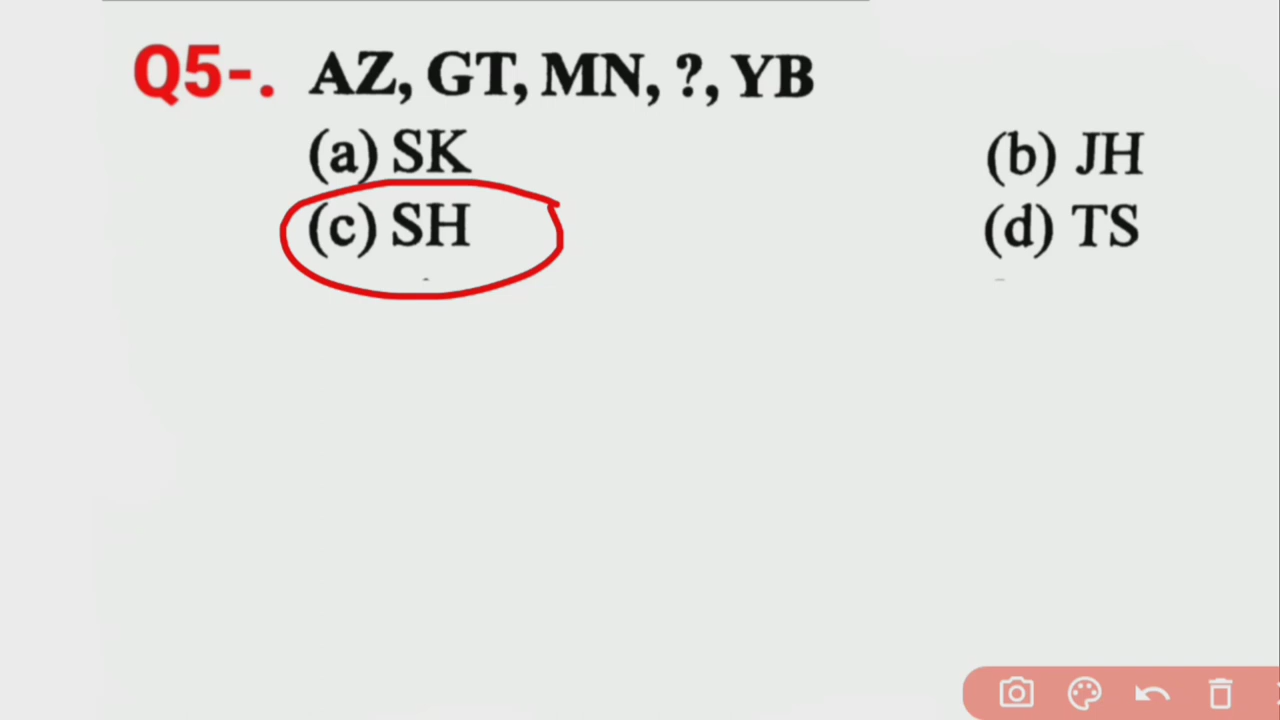 Q5-. AZ, GT, MN, ?, YB
(a) SK (b) JH
(c) SH (d) TS